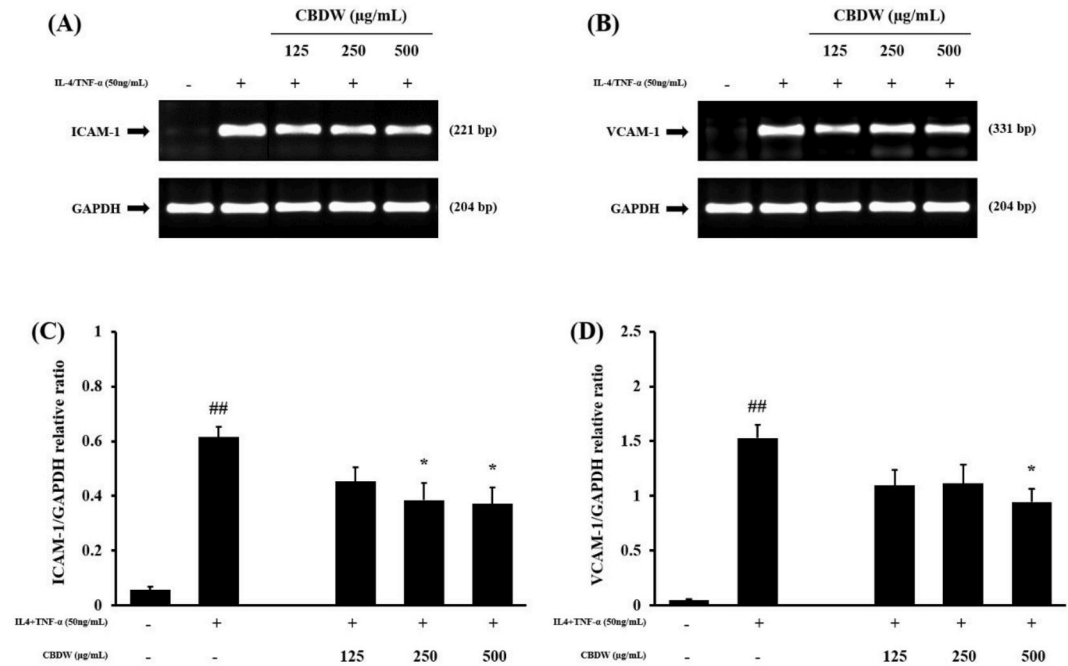 (A)
CBDW (µg/mL)
125 250 500
IL-4/TNF-α (50ng/mL) - + + + +
ICAM-1 (221 bp)
GAPDH (204 bp)
(B)
CBDW (µg/mL)
125 250 500
IL-4/TNF-α (50ng/mL) - + + + +
VCAM-1 (331 bp)
GAPDH (204 bp)
(C)
ICAM-1/GAPDH relative ratio
1
0.8
0.6
0.4
0.2
0
##
*
*
IL4+TNF-α (50ng/mL) - + + + +
CBDW (µg/mL) - - 125 250 500
(D)
VCAM-1/GAPDH relative ratio
2.5
2
1.5
1
0.5
0
##
*
IL4+TNF-α (50ng/mL) - + + + +
CBDW (µg/mL) - - 125 250 500